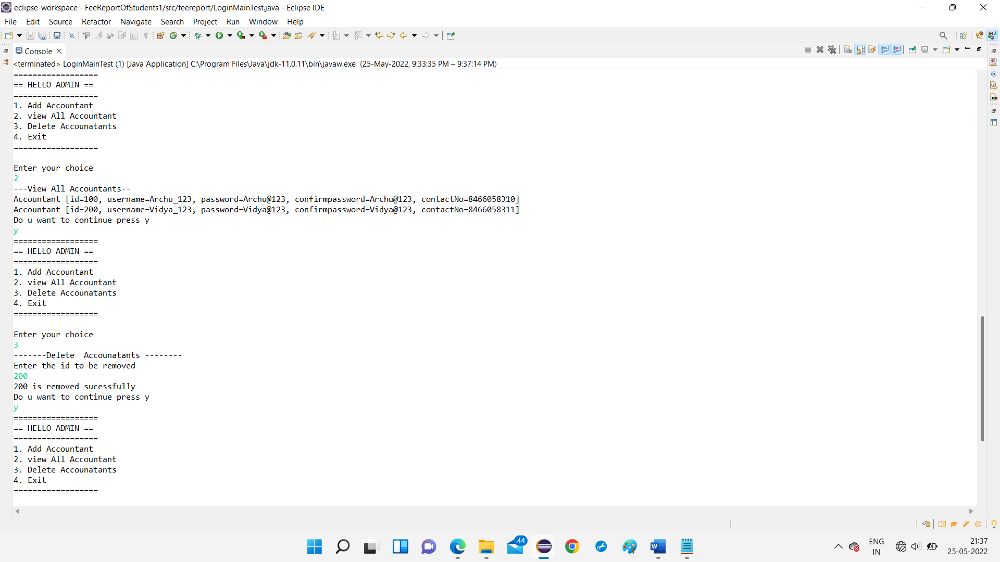 eclipse-workspace - FeeReportOfStudents1/src/feereport/LoginMainTest.java - Eclipse IDE
File Edit Source Refactor Navigate Search Project Run Window Help
Console
<terminated> LoginMainTest (1) [Java Application] C:\Program Files\Java\jdk-11.0.11\bin\javaw.exe (25-May-2022, 9:33:35 PM – 9:37:14 PM)
==================
== HELLO ADMIN ==
==================
1. Add Accountant
2. view All Accountant
3. Delete Accounatants
4. Exit
==================
Enter your choice
2
---View All Accountants--
Accountant [id=100, username=Archu_123, password=Archu@123, confirmpassword=Archu@123, contactNo=8466058310]
Accountant [id=200, username=Vidya_123, password=Vidya@123, confirmpassword=Vidya@123, contactNo=8466058311]
Do u want to continue press y
y
==================
== HELLO ADMIN ==
==================
1. Add Accountant
2. view All Accountant
3. Delete Accounatants
4. Exit
==================
Enter your choice
3
-------Delete  Accounatants --------
Enter the id to be removed
200
200 is removed sucessfully
Do u want to continue press y
y
==================
== HELLO ADMIN ==
==================
1. Add Accountant
2. view All Accountant
3. Delete Accounatants
4. Exit
==================
44
ENG
IN
21:37
25-05-2022